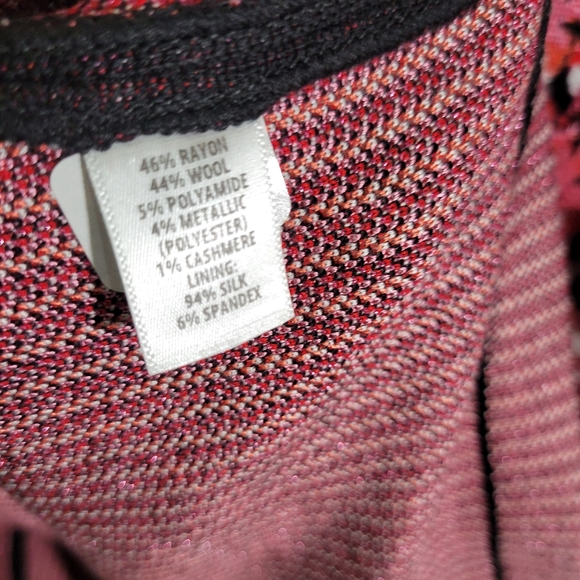 46% RAYON
44% WOOL
5% POLYAMIDE
4% METALLIC
(POLYESTER)
1% CASHMERE
LINING:
94% SILK
6% SPANDEX